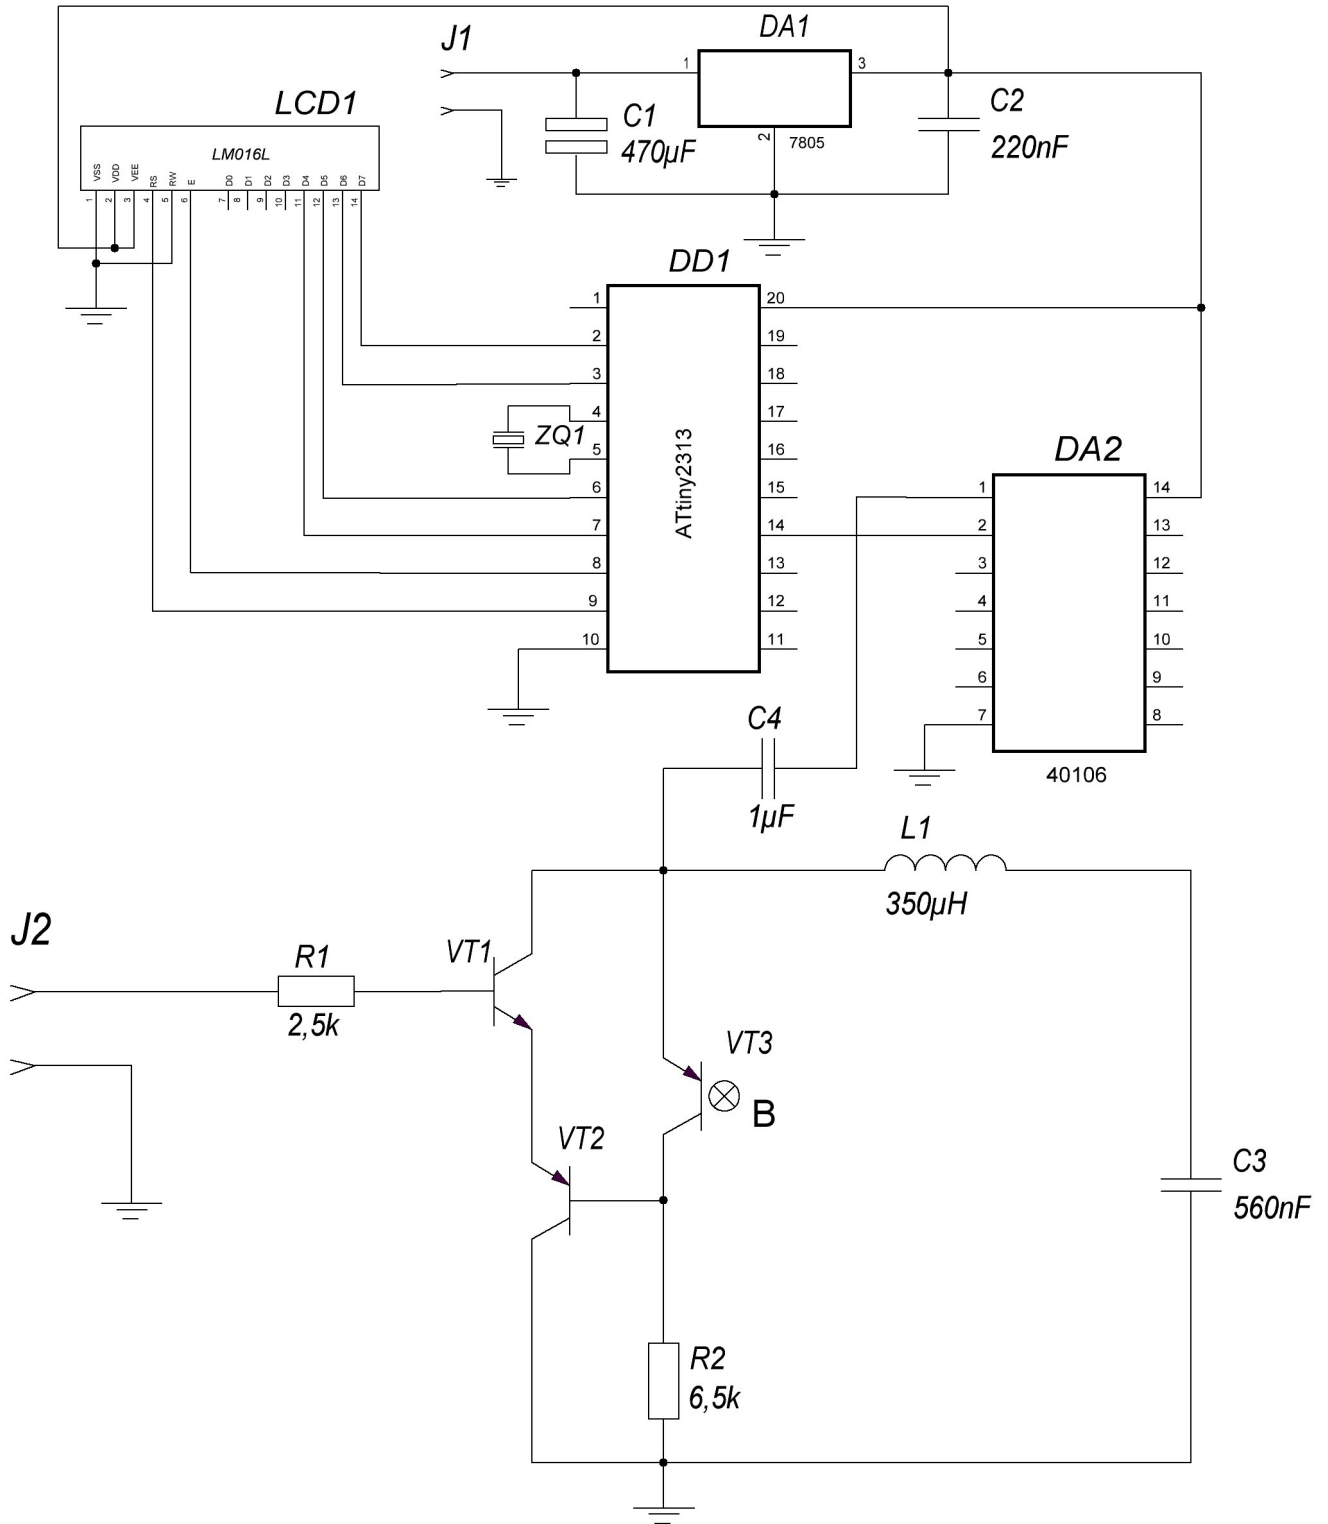 J1
DA1
1
3
2
7805
C1
470µF
C2
220nF
LCD1
LM016L
VSS VDD VEE RS RW E D0 D1 D2 D3 D4 D5 D6 D7
1 2 3 4 5 6 7 8 9 10 11 12 13 14
DD1
ATtiny2313
1 20
2 19
3 18
4 17
5 16
6 15
7 14
8 13
9 12
10 11
ZQ1
DA2
1 14
2 13
3 12
4 11
5 10
6 9
7 8
40106
C4
1µF
L1
350µH
J2
R1
2,5k
VT1
VT3
B
VT2
C3
560nF
R2
6,5k